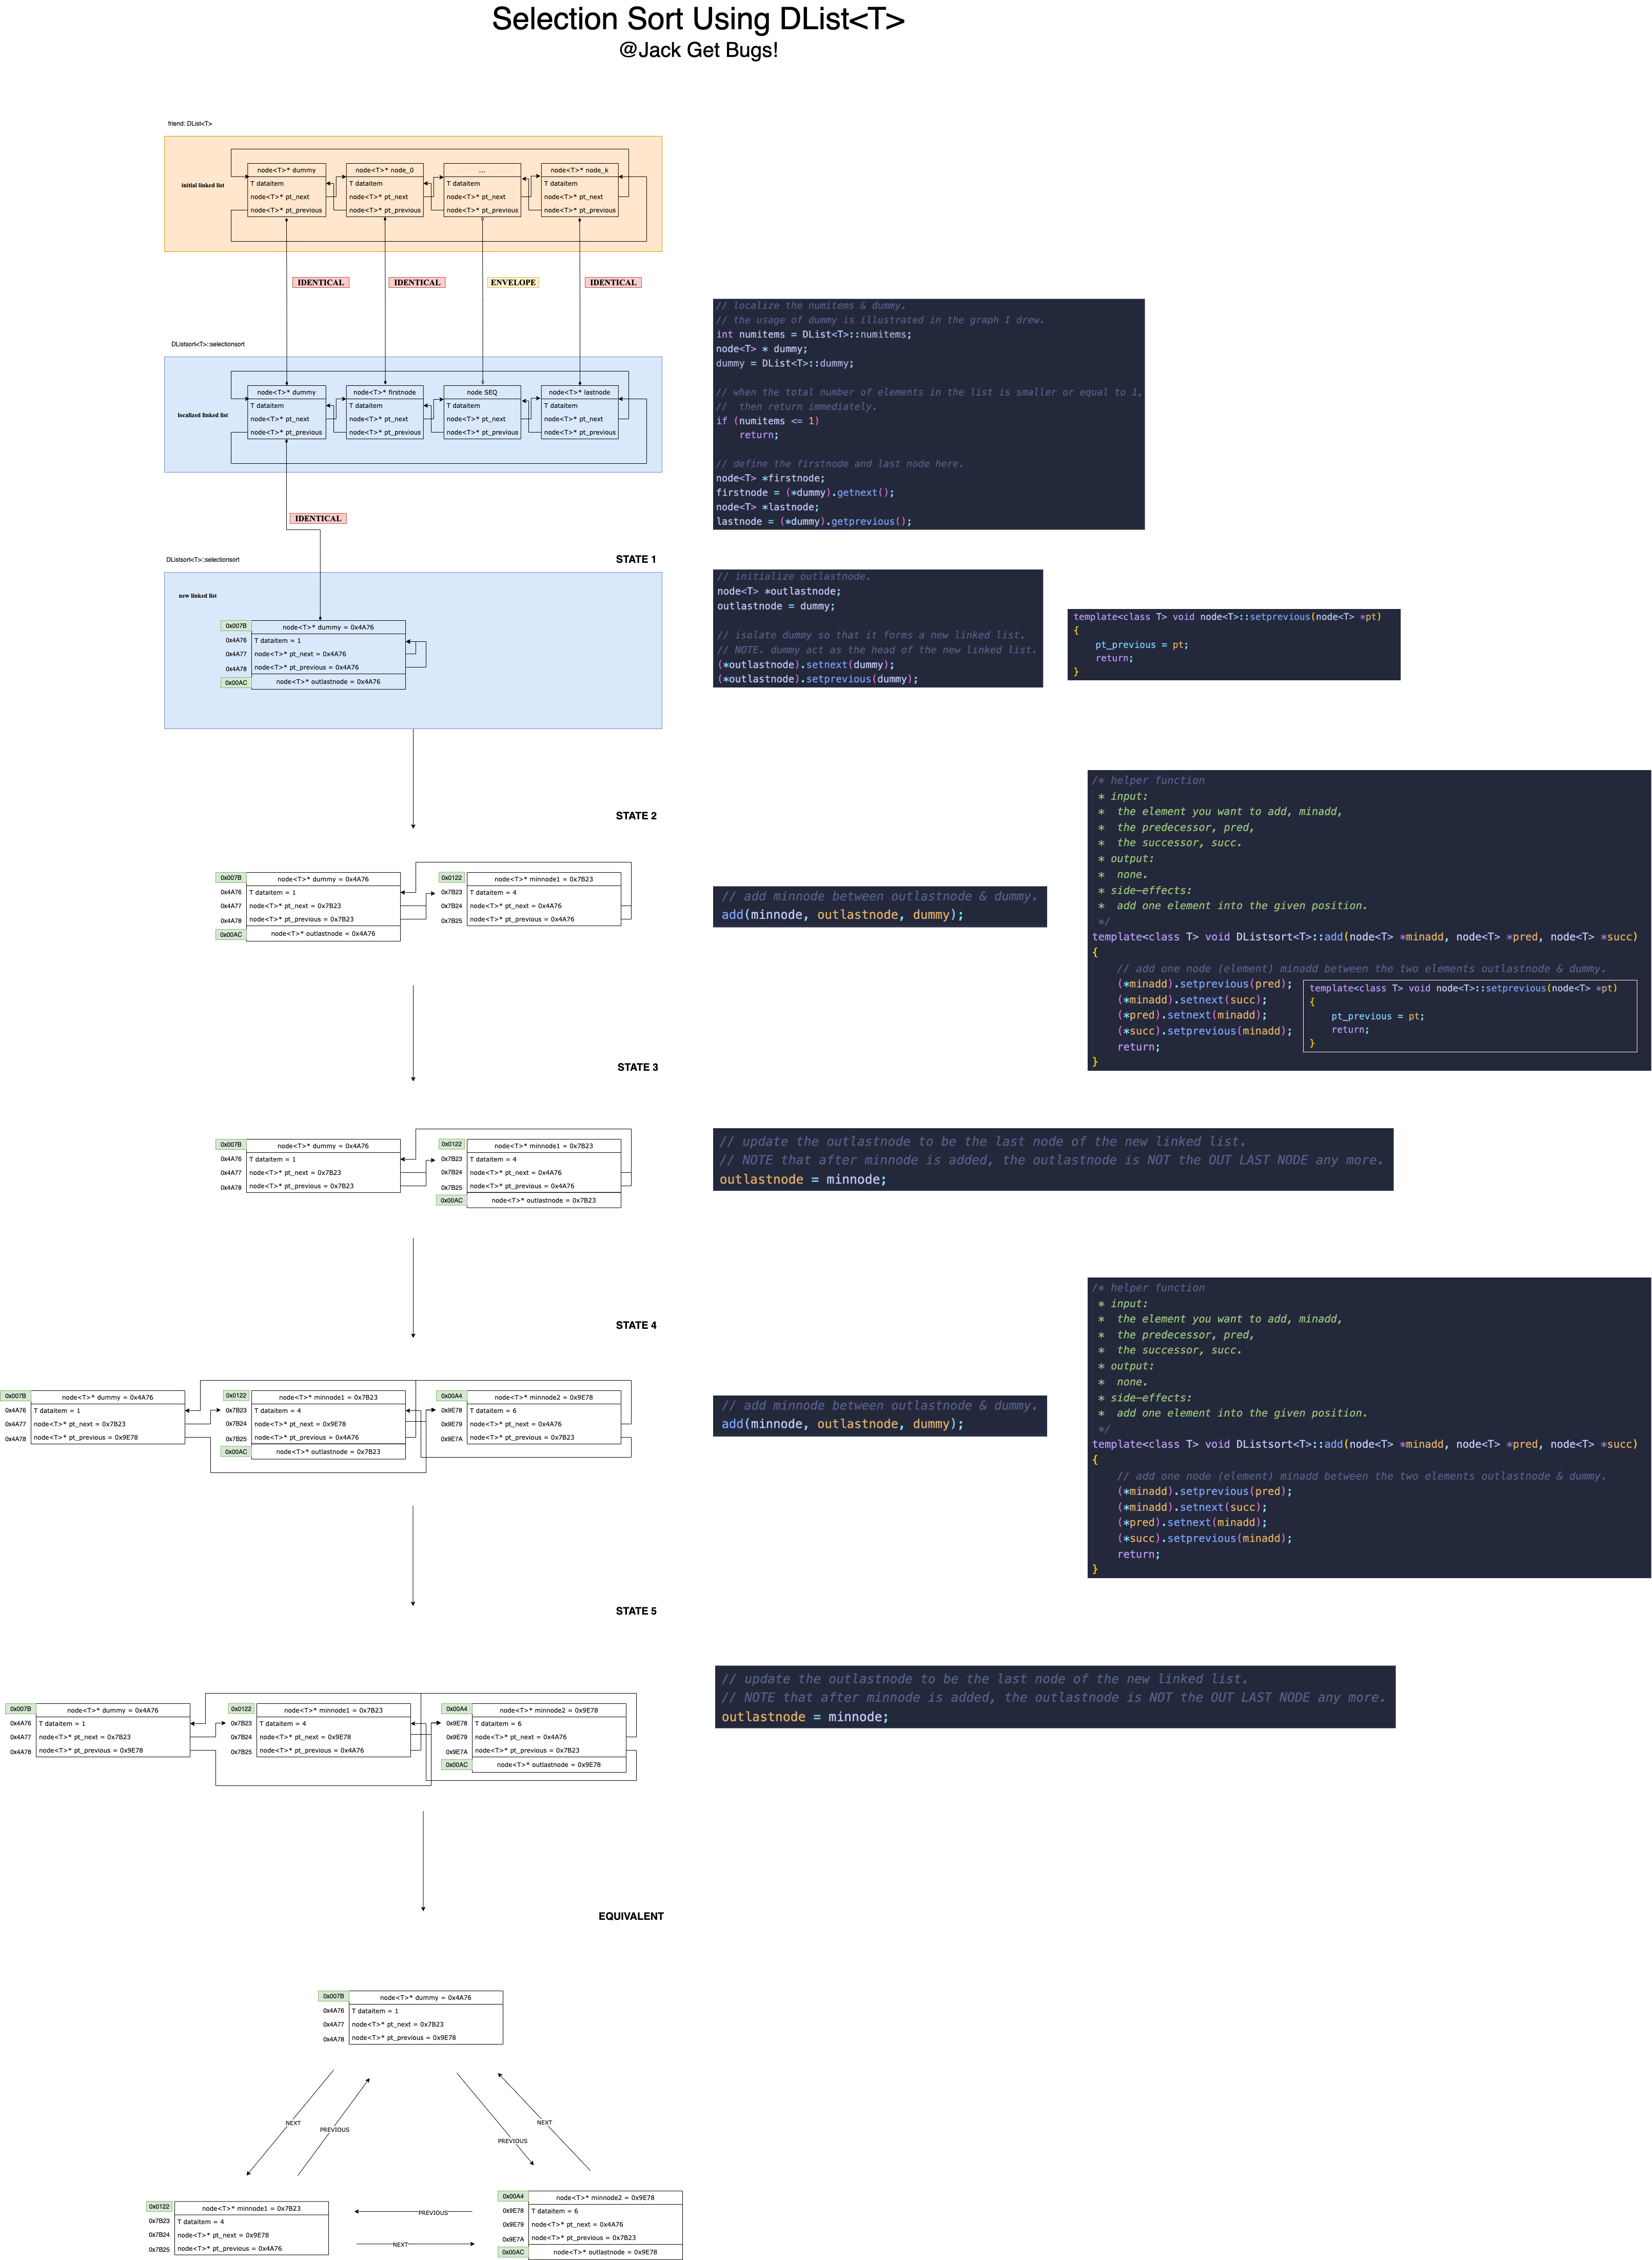 Selection Sort Using DList<T>
@Jack Get Bugs!
friend: DList<T>
initial linked list
node<T>* dummy
T dataitem
node<T>* pt_next
node<T>* pt_previous
node<T>* node_0
T dataitem
node<T>* pt_next
node<T>* pt_previous
...
T dataitem
node<T>* pt_next
node<T>* pt_previous
node<T>* node_k
T dataitem
node<T>* pt_next
node<T>* pt_previous
IDENTICAL
IDENTICAL
ENVELOPE
IDENTICAL
DListsort<T>::selectionsort
localized linked list
node<T>* dummy
T dataitem
node<T>* pt_next
node<T>* pt_previous
node<T>* firstnode
T dataitem
node<T>* pt_next
node<T>* pt_previous
node SEQ
T dataitem
node<T>* pt_next
node<T>* pt_previous
node<T>* lastnode
T dataitem
node<T>* pt_next
node<T>* pt_previous
// localize the numitems & dummy.
// the usage of dummy is illustrated in the graph I drew.
int numitems = DList<T>::numitems;
node<T> * dummy;
dummy = DList<T>::dummy;
// when the total number of elements in the list is smaller or equal to 1,
//  then return immediately.
if (numitems <= 1)
return;
// define the firstnode and last node here.
node<T> *firstnode;
firstnode = (*dummy).getnext();
node<T> *lastnode;
lastnode = (*dummy).getprevious();
IDENTICAL
DListsort<T>::selectionsort
STATE 1
new linked list
0x007B
node<T>* dummy = 0x4A76
0x4A76
T dataitem = 1
0x4A77
node<T>* pt_next = 0x4A76
0x4A78
node<T>* pt_previous = 0x4A76
0x00AC
node<T>* outlastnode = 0x4A76
// initialize outlastnode.
node<T> *outlastnode;
outlastnode = dummy;
// isolate dummy so that it forms a new linked list.
// NOTE. dummy act as the head of the new linked list.
(*outlastnode).setnext(dummy);
(*outlastnode).setprevious(dummy);
template<class T> void node<T>::setprevious(node<T> *pt)
{
pt_previous = pt;
return;
}
STATE 2
0x007B
node<T>* dummy = 0x4A76
0x4A76
T dataitem = 1
0x4A77
node<T>* pt_next = 0x7B23
0x4A78
node<T>* pt_previous = 0x7B23
0x00AC
node<T>* outlastnode = 0x4A76
0x0122
node<T>* minnode1 = 0x7B23
0x7B23
T dataitem = 4
0x7B24
node<T>* pt_next = 0x4A76
0x7B25
node<T>* pt_previous = 0x4A76
// add minnode between outlastnode & dummy.
add(minnode, outlastnode, dummy);
/* helper function
* input:
*  the element you want to add, minadd,
*  the predecessor, pred,
*  the successor, succ.
* output:
*  none.
* side-effects:
*  add one element into the given position.
*/
template<class T> void DListsort<T>::add(node<T> *minadd, node<T> *pred, node<T> *succ)
{
// add one node (element) minadd between the two elements outlastnode & dummy.
(*minadd).setprevious(pred);
(*minadd).setnext(succ);
(*pred).setnext(minadd);
(*succ).setprevious(minadd);
return;
}
template<class T> void node<T>::setprevious(node<T> *pt)
{
pt_previous = pt;
return;
}
STATE 3
0x007B
node<T>* dummy = 0x4A76
0x4A76
T dataitem = 1
0x4A77
node<T>* pt_next = 0x7B23
0x4A78
node<T>* pt_previous = 0x7B23
0x0122
node<T>* minnode1 = 0x7B23
0x7B23
T dataitem = 4
0x7B24
node<T>* pt_next = 0x4A76
0x7B25
node<T>* pt_previous = 0x4A76
0x00AC
node<T>* outlastnode = 0x7B23
// update the outlastnode to be the last node of the new linked list.
// NOTE that after minnode is added, the outlastnode is NOT the OUT LAST NODE any more.
outlastnode = minnode;
STATE 4
0x007B
node<T>* dummy = 0x4A76
0x4A76
T dataitem = 1
0x4A77
node<T>* pt_next = 0x7B23
0x4A78
node<T>* pt_previous = 0x9E78
0x0122
node<T>* minnode1 = 0x7B23
0x7B23
T dataitem = 4
0x7B24
node<T>* pt_next = 0x9E78
0x7B25
node<T>* pt_previous = 0x4A76
0x00AC
node<T>* outlastnode = 0x7B23
0x00A4
node<T>* minnode2 = 0x9E78
0x9E78
T dataitem = 6
0x9E79
node<T>* pt_next = 0x4A76
0x9E7A
node<T>* pt_previous = 0x7B23
// add minnode between outlastnode & dummy.
add(minnode, outlastnode, dummy);
/* helper function
* input:
*  the element you want to add, minadd,
*  the predecessor, pred,
*  the successor, succ.
* output:
*  none.
* side-effects:
*  add one element into the given position.
*/
template<class T> void DListsort<T>::add(node<T> *minadd, node<T> *pred, node<T> *succ)
{
// add one node (element) minadd between the two elements outlastnode & dummy.
(*minadd).setprevious(pred);
(*minadd).setnext(succ);
(*pred).setnext(minadd);
(*succ).setprevious(minadd);
return;
}
STATE 5
0x007B
node<T>* dummy = 0x4A76
0x4A76
T dataitem = 1
0x4A77
node<T>* pt_next = 0x7B23
0x4A78
node<T>* pt_previous = 0x9E78
0x0122
node<T>* minnode1 = 0x7B23
0x7B23
T dataitem = 4
0x7B24
node<T>* pt_next = 0x9E78
0x7B25
node<T>* pt_previous = 0x4A76
0x00A4
node<T>* minnode2 = 0x9E78
0x9E78
T dataitem = 6
0x9E79
node<T>* pt_next = 0x4A76
0x9E7A
node<T>* pt_previous = 0x7B23
0x00AC
node<T>* outlastnode = 0x9E78
// update the outlastnode to be the last node of the new linked list.
// NOTE that after minnode is added, the outlastnode is NOT the OUT LAST NODE any more.
outlastnode = minnode;
EQUIVALENT
0x007B
node<T>* dummy = 0x4A76
0x4A76
T dataitem = 1
0x4A77
node<T>* pt_next = 0x7B23
0x4A78
node<T>* pt_previous = 0x9E78
NEXT
PREVIOUS
PREVIOUS
NEXT
0x0122
node<T>* minnode1 = 0x7B23
0x7B23
T dataitem = 4
0x7B24
node<T>* pt_next = 0x9E78
0x7B25
node<T>* pt_previous = 0x4A76
PREVIOUS
NEXT
0x00A4
node<T>* minnode2 = 0x9E78
0x9E78
T dataitem = 6
0x9E79
node<T>* pt_next = 0x4A76
0x9E7A
node<T>* pt_previous = 0x7B23
0x00AC
node<T>* outlastnode = 0x9E78